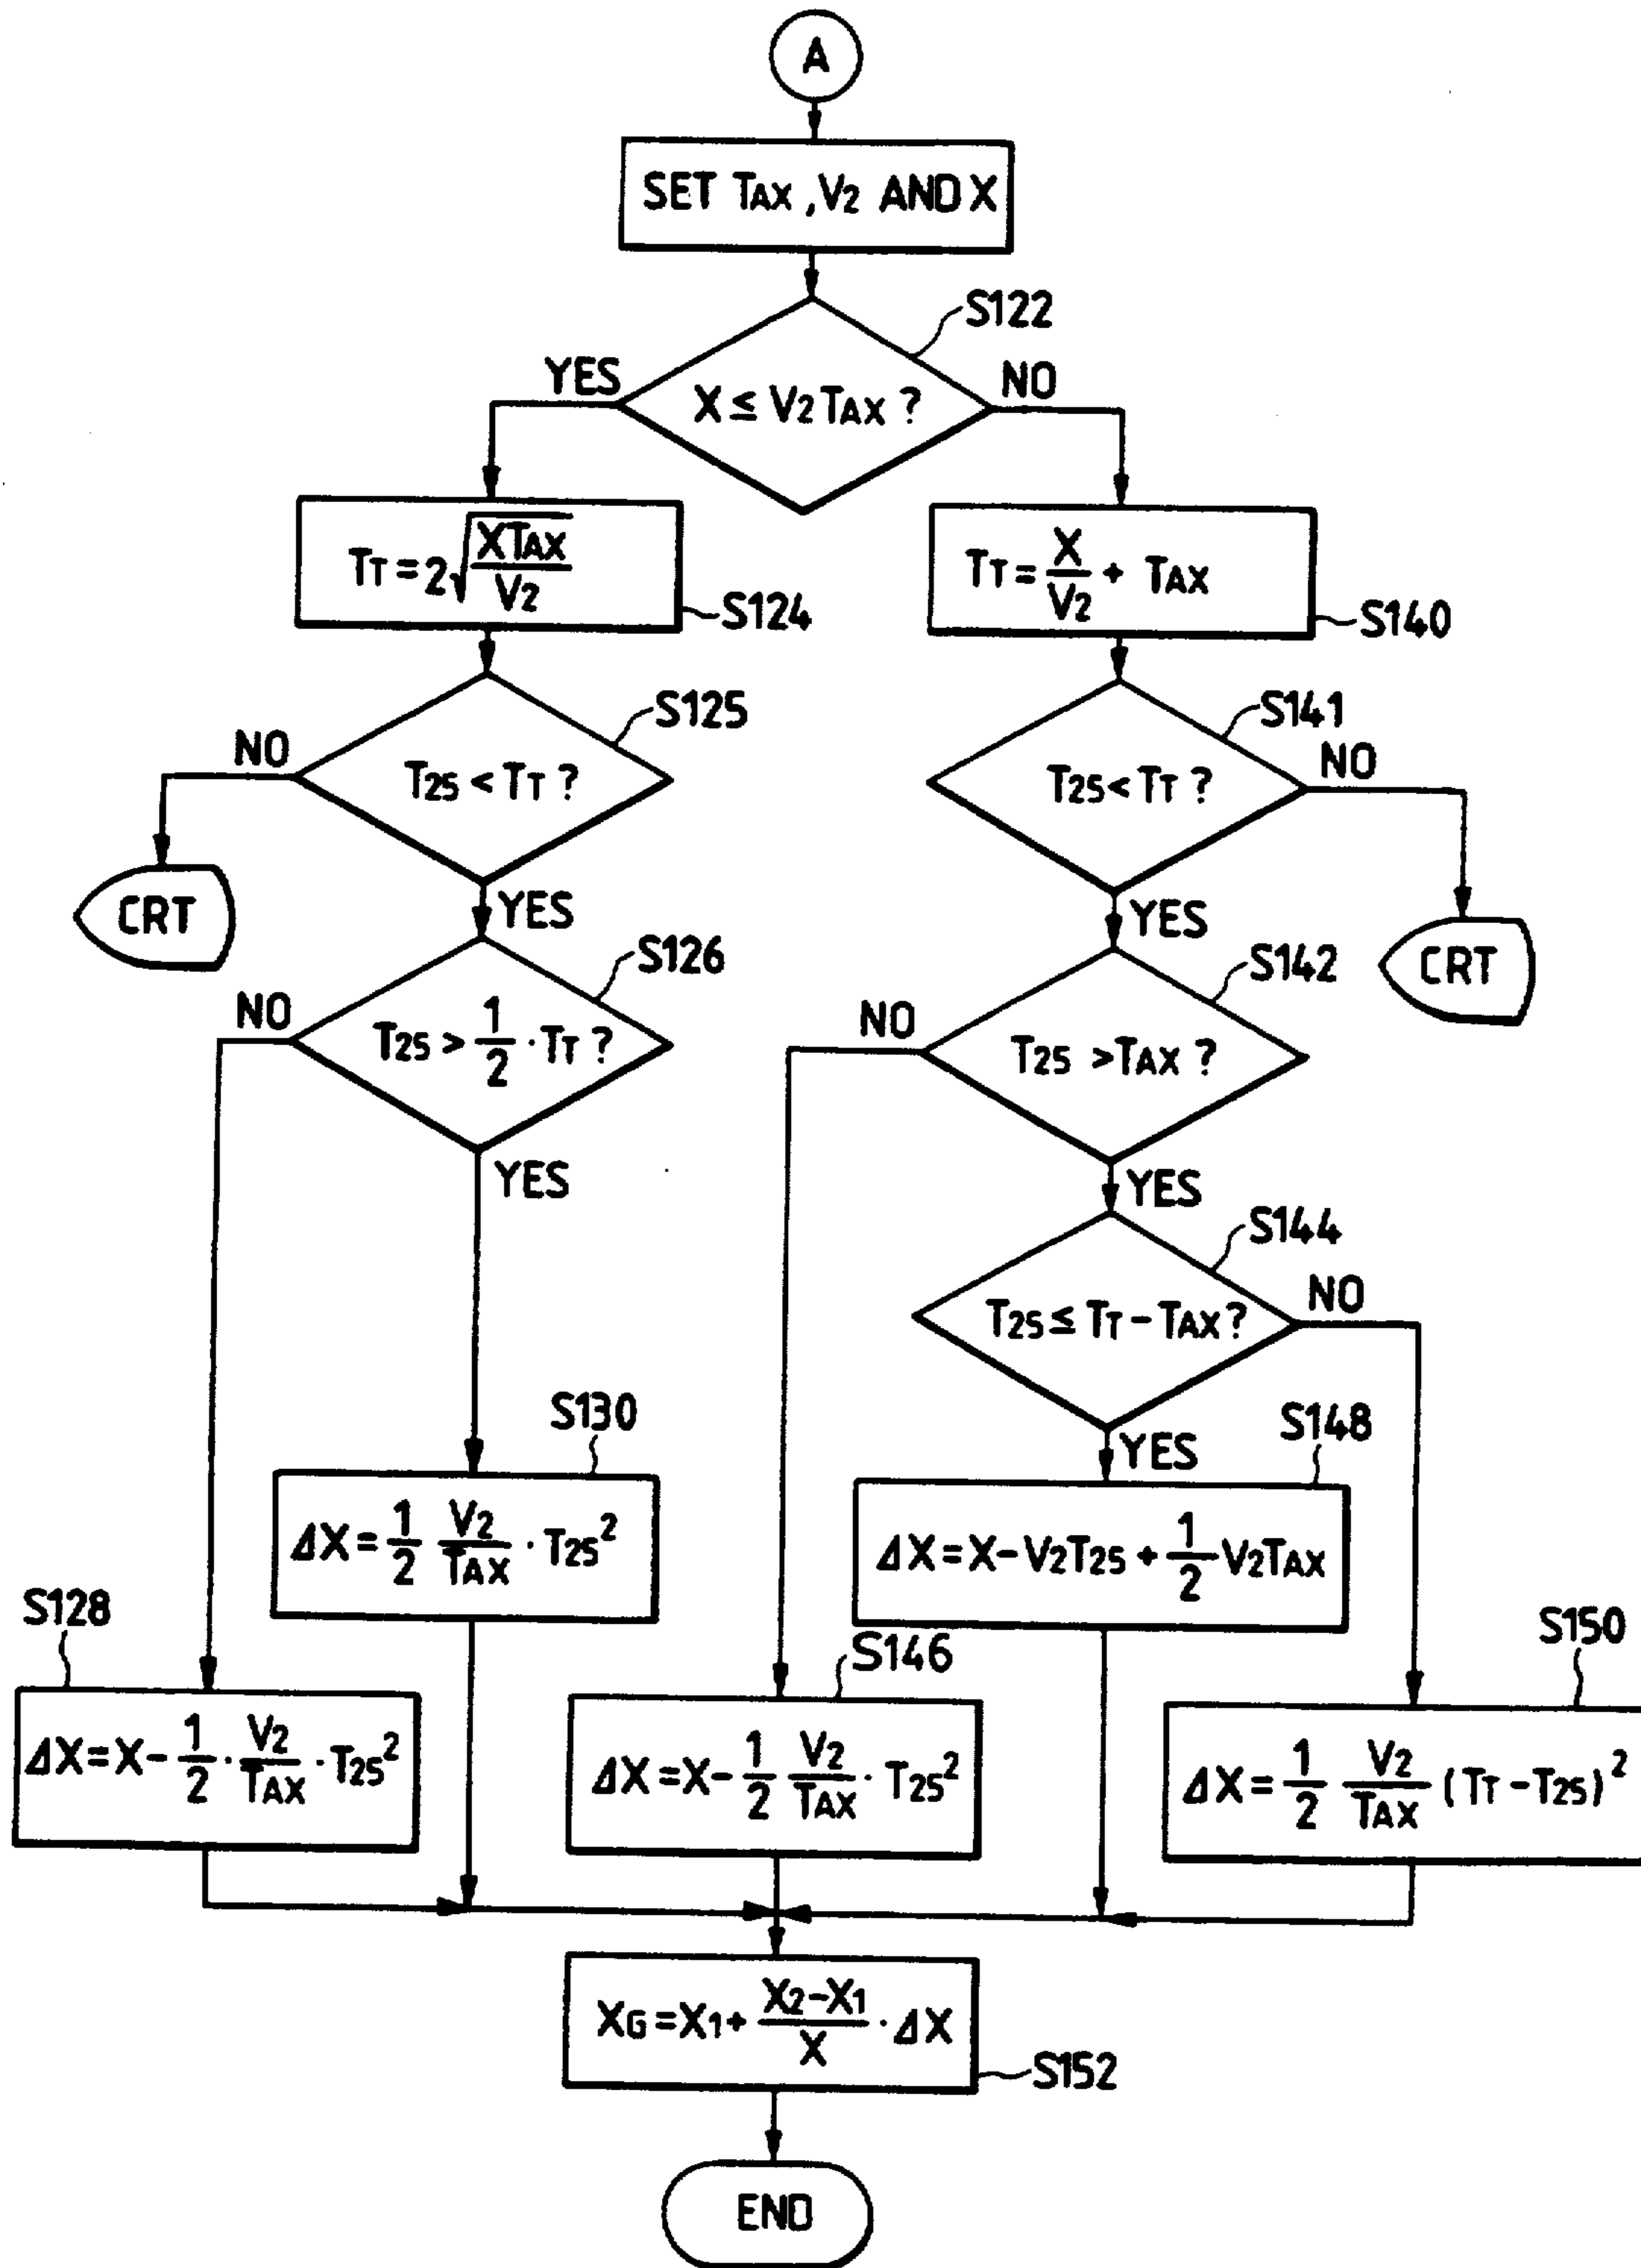 A
SET TAX, V2 AND X
S122
YES
NO
X ≤ V2 TAX ?
TT = 2√(XTAX / V2)
S124
TT = X/V2 + TAX
S140
S125
S141
NO
T25 < TT ?
T25 < TT ?
NO
CRT
YES
YES
CRT
S126
S142
NO
T25 > 1/2 · TT ?
NO
T25 > TAX ?
YES
YES
S144
T25 ≤ TT - TAX ?
NO
S130
S148
YES
ΔX = 1/2 V2/TAX · T25²
ΔX = X - V2T25 + 1/2 V2TAX
S128
S146
S150
ΔX = X - 1/2 · V2/TAX · T25²
ΔX = X - 1/2 V2/TAX · T25²
ΔX = 1/2 V2/TAX (TT - T25)²
XG = X1 + (X2 - X1)/X · ΔX
S152
END